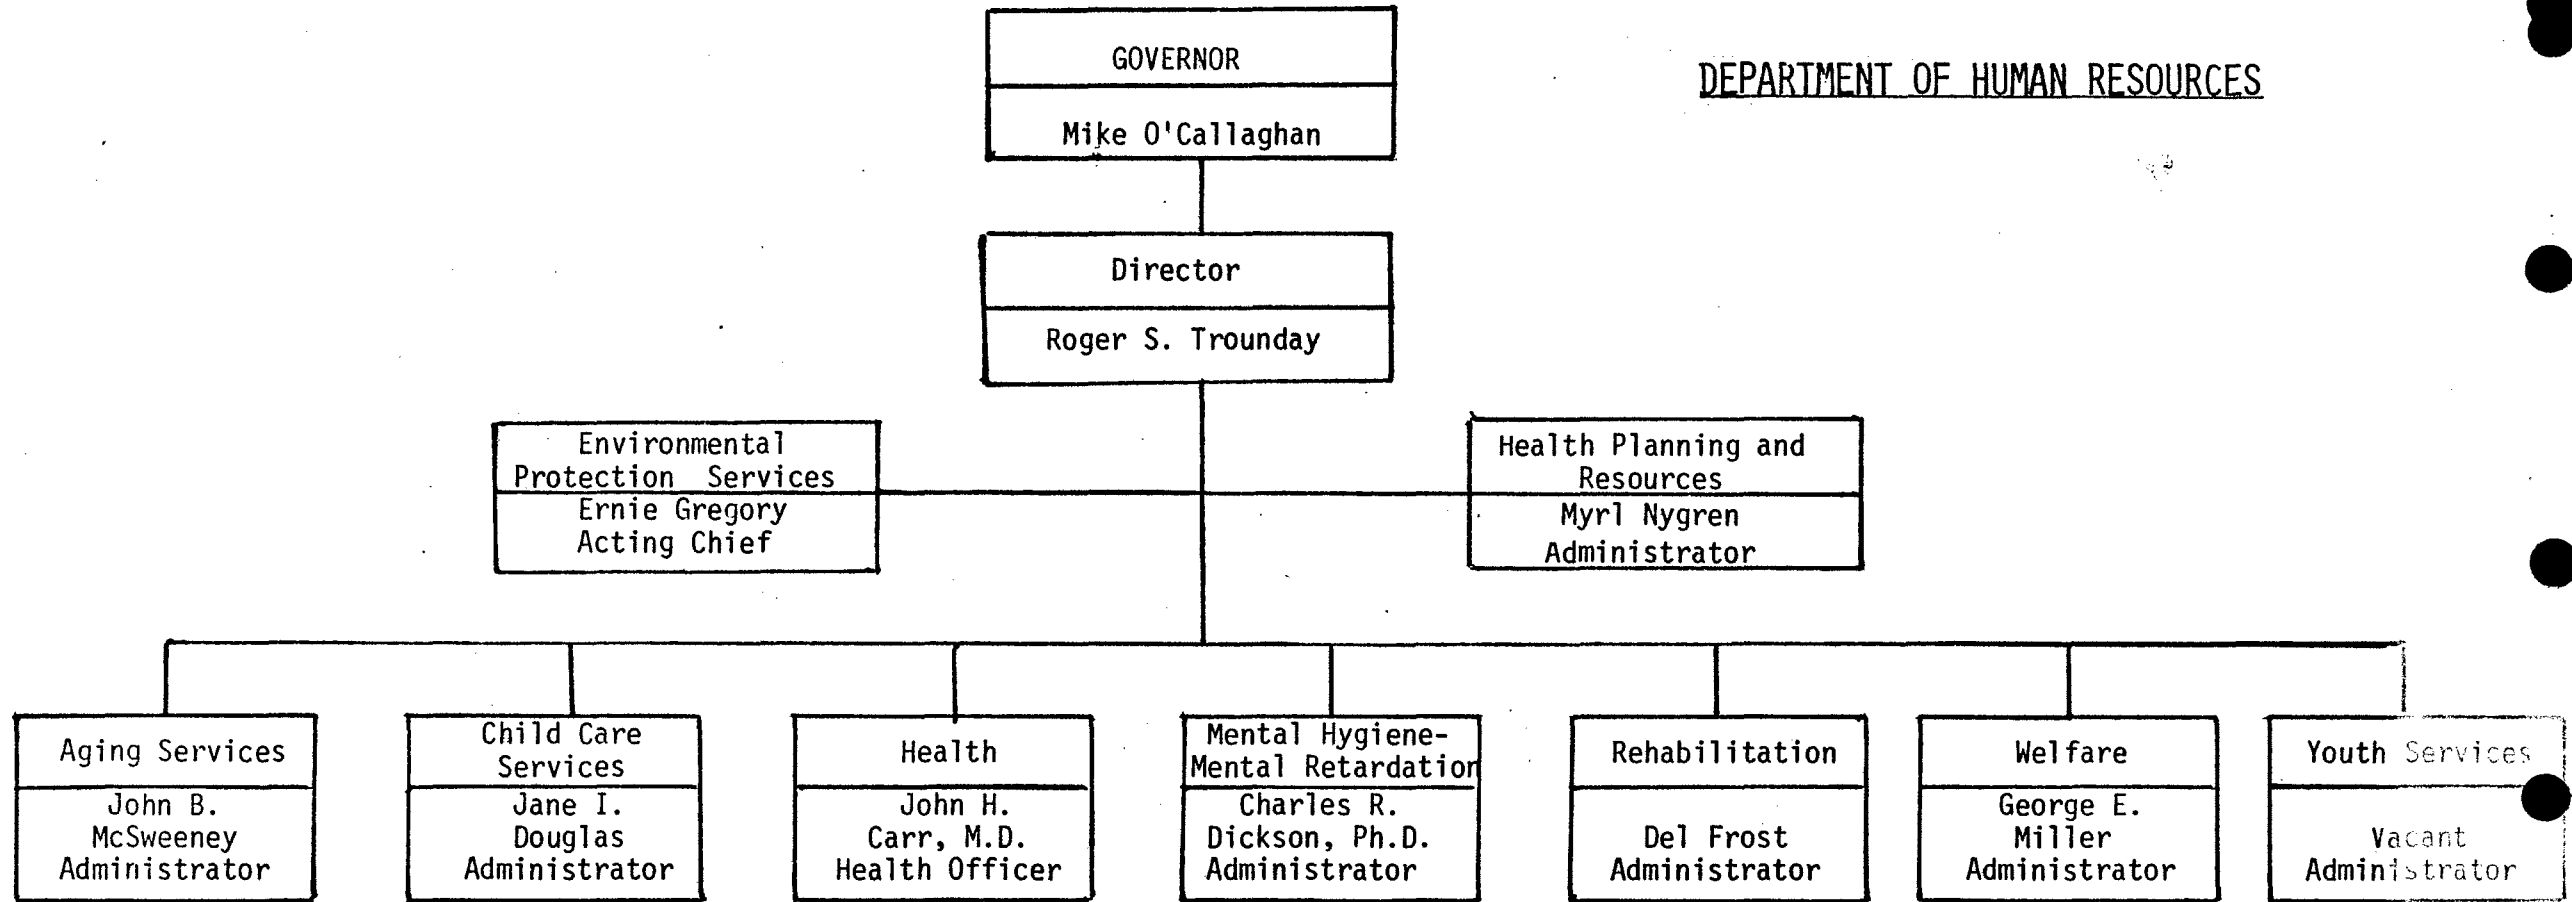 GOVERNOR
Mike O'Callaghan
DEPARTMENT OF HUMAN RESOURCES
Director
Roger S. Trounday
Environmental
Protection Services
Ernie Gregory
Acting Chief
Health Planning and
Resources
Myrl Nygren
Administrator
Aging Services
John B.
McSweeney
Administrator
Child Care
Services
Jane I.
Douglas
Administrator
Health
John H.
Carr, M.D.
Health Officer
Mental Hygiene-
Mental Retardation
Charles R.
Dickson, Ph.D.
Administrator
Rehabilitation
Del Frost
Administrator
Welfare
George E.
Miller
Administrator
Youth Services
Vacant
Administrator